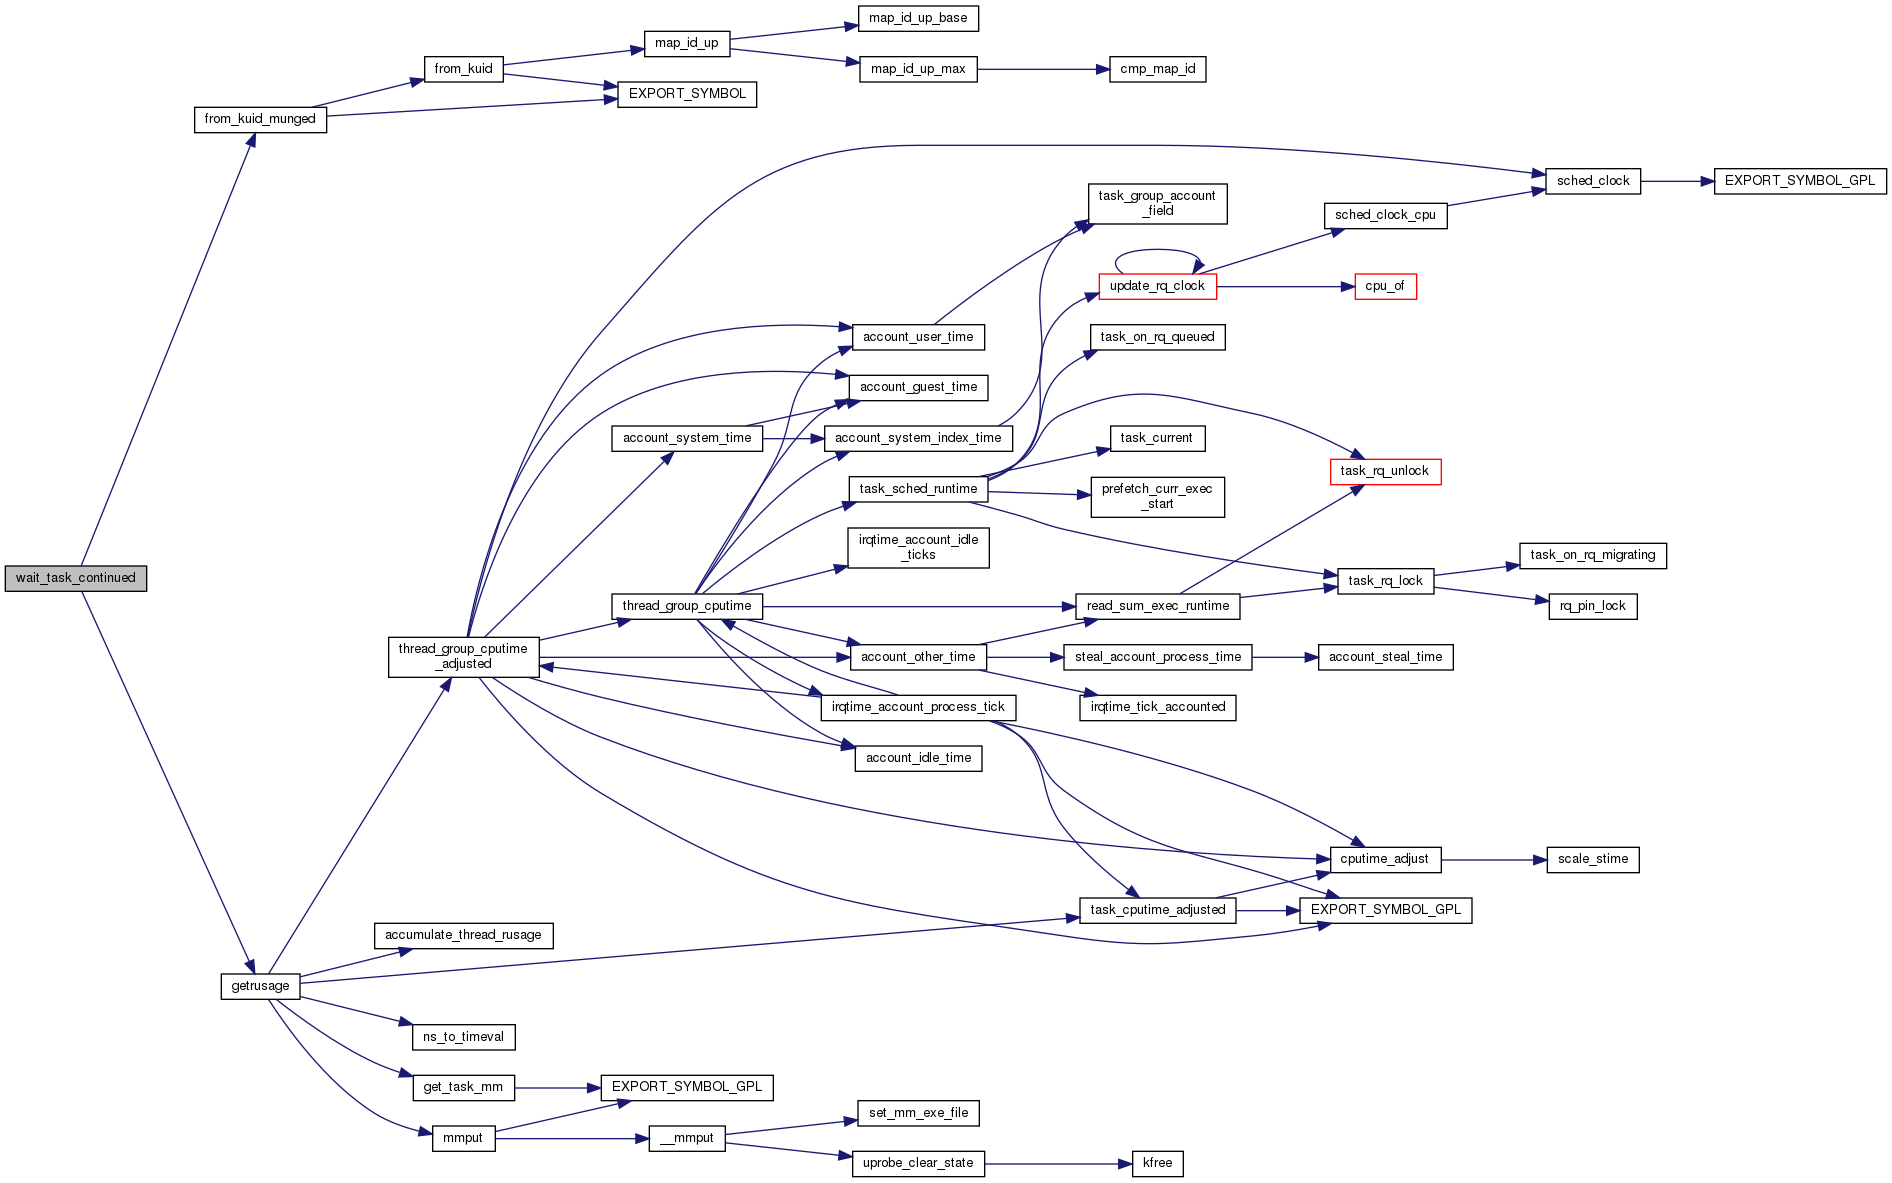 map_id_up_base
map_id_up
from_kuid
map_id_up_max
cmp_map_id
EXPORT_SYMBOL
from_kuid_munged
sched_clock
EXPORT_SYMBOL_GPL
task_group_account
_field
sched_clock_cpu
update_rq_clock
cpu_of
account_user_time
task_on_rq_queued
account_guest_time
account_system_time
account_system_index_time
task_current
task_rq_unlock
task_sched_runtime
prefetch_curr_exec
_start
irqtime_account_idle
_ticks
task_on_rq_migrating
wait_task_continued
task_rq_lock
thread_group_cputime
read_sum_exec_runtime
rq_pin_lock
thread_group_cputime
_adjusted
account_other_time
steal_account_process_time
account_steal_time
irqtime_account_process_tick
irqtime_tick_accounted
account_idle_time
cputime_adjust
scale_stime
task_cputime_adjusted
EXPORT_SYMBOL_GPL
accumulate_thread_rusage
getrusage
ns_to_timeval
get_task_mm
EXPORT_SYMBOL_GPL
set_mm_exe_file
mmput
__mmput
uprobe_clear_state
kfree